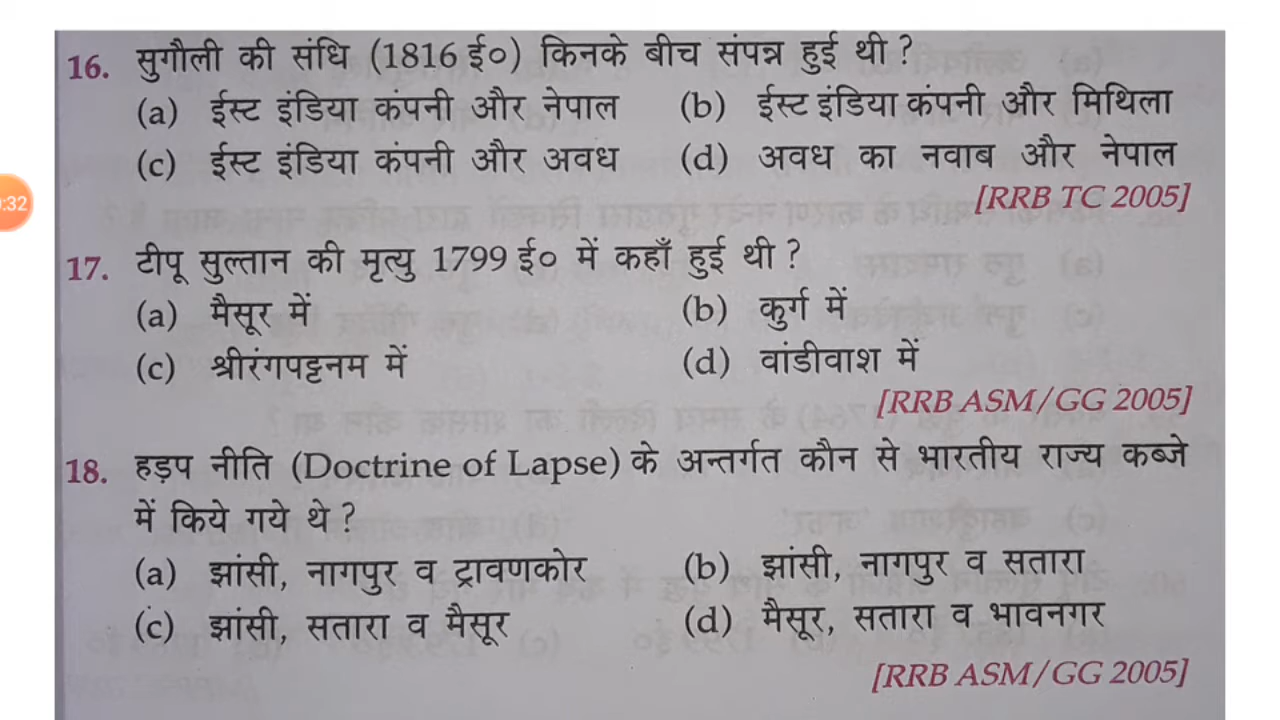 16. सुगौली की संधि (1816 ई०) किनके बीच संपन्न हुई थी ?
(a) ईस्ट इंडिया कंपनी और नेपाल (b) ईस्ट इंडिया कंपनी और मिथिला
(c) ईस्ट इंडिया कंपनी और अवध (d) अवध का नवाब और नेपाल
[RRB TC 2005]
:32
17. टीपू सुल्तान की मृत्यु 1799 ई० में कहाँ हुई थी ?
(a) मैसूर में (b) कुर्ग में
(c) श्रीरंगपट्टनम में (d) वांडीवाश में
[RRB ASM/GG 2005]
18. हड़प नीति (Doctrine of Lapse) के अन्तर्गत कौन से भारतीय राज्य कब्जे
में किये गये थे ?
(a) झांसी, नागपुर व ट्रावणकोर (b) झांसी, नागपुर व सतारा
(c) झांसी, सतारा व मैसूर (d) मैसूर, सतारा व भावनगर
[RRB ASM/GG 2005]